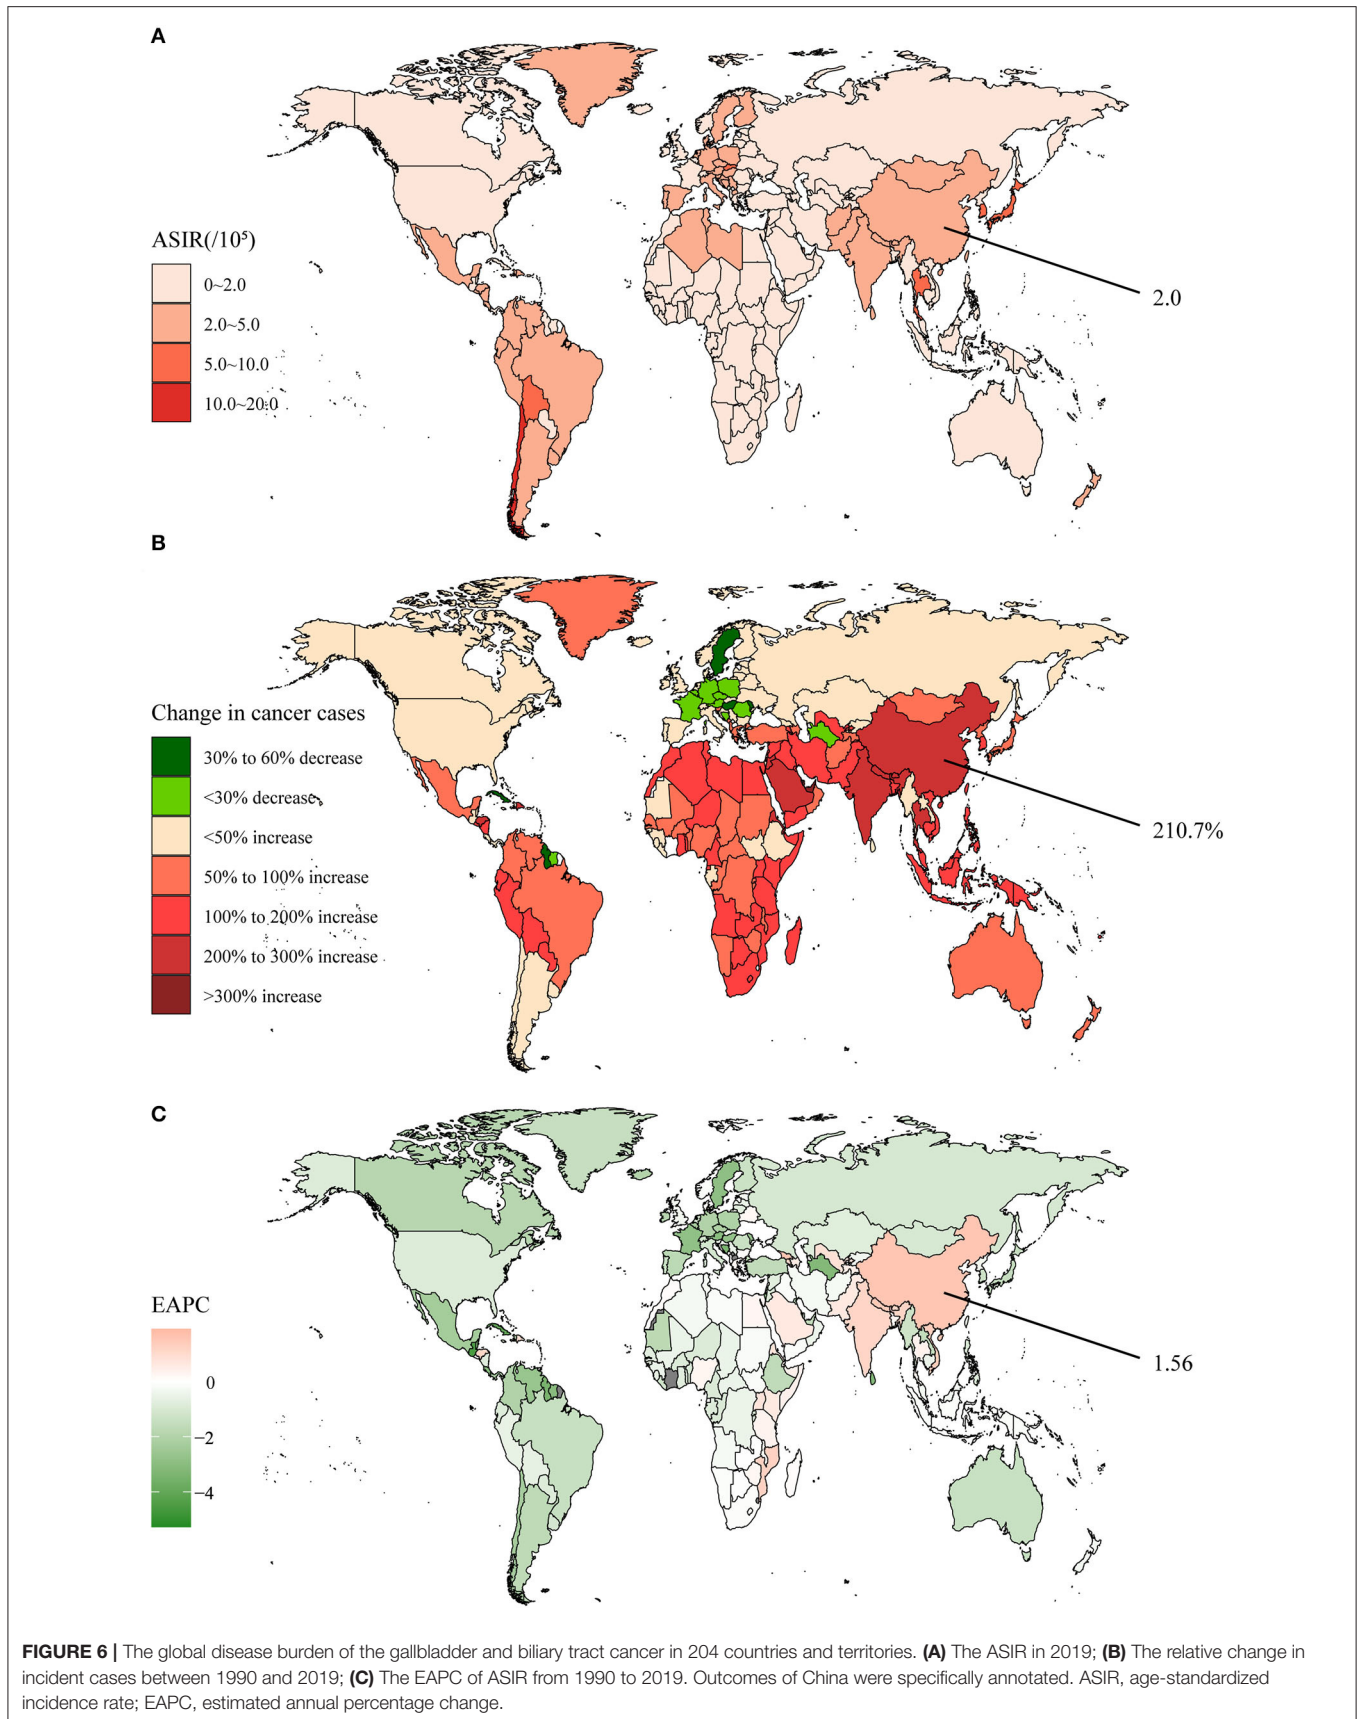 A
ASIR(/10⁵)
0~2.0
2.0~5.0
5.0~10.0
10.0~20.0
2.0
B
Change in cancer cases
30% to 60% decrease
<30% decrease
<50% increase
50% to 100% increase
100% to 200% increase
200% to 300% increase
>300% increase
210.7%
C
EAPC
0
−2
−4
1.56
FIGURE 6 | The global disease burden of the gallbladder and biliary tract cancer in 204 countries and territories. (A) The ASIR in 2019; (B) The relative change in
incident cases between 1990 and 2019; (C) The EAPC of ASIR from 1990 to 2019. Outcomes of China were specifically annotated. ASIR, age-standardized
incidence rate; EAPC, estimated annual percentage change.